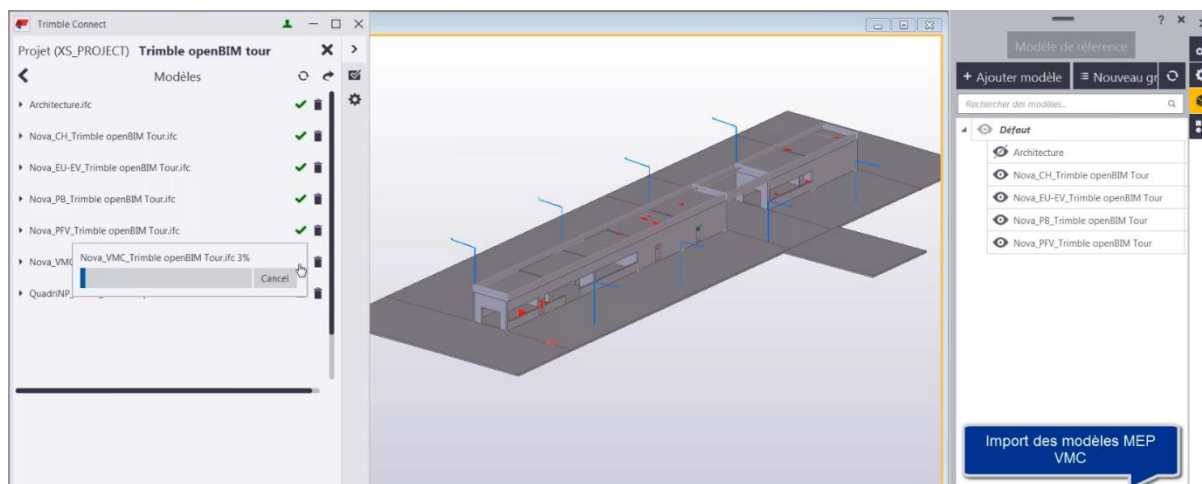 Trimble Connect
Projet (XS_PROJECT) Trimble openBIM tour
Modèles
Architecture.ifc
Nova_CH_Trimble openBIM Tour.ifc
Nova_EU-EV_Trimble openBIM Tour.ifc
Nova_PB_Trimble openBIM Tour.ifc
Nova_PFV_Trimble openBIM Tour.ifc
Nova_VMC
Nova_VMC_Trimble openBIM Tour.ifc 3%
Cancel
QuadriNP_
Modèle de référence
+ Ajouter modèle
Nouveau gr
Rechercher des modèles...
Défaut
Architecture
Nova_CH_Trimble openBIM Tour
Nova_EU-EV_Trimble openBIM Tour
Nova_PB_Trimble openBIM Tour
Nova_PFV_Trimble openBIM Tour
Import des modèles MEP
VMC